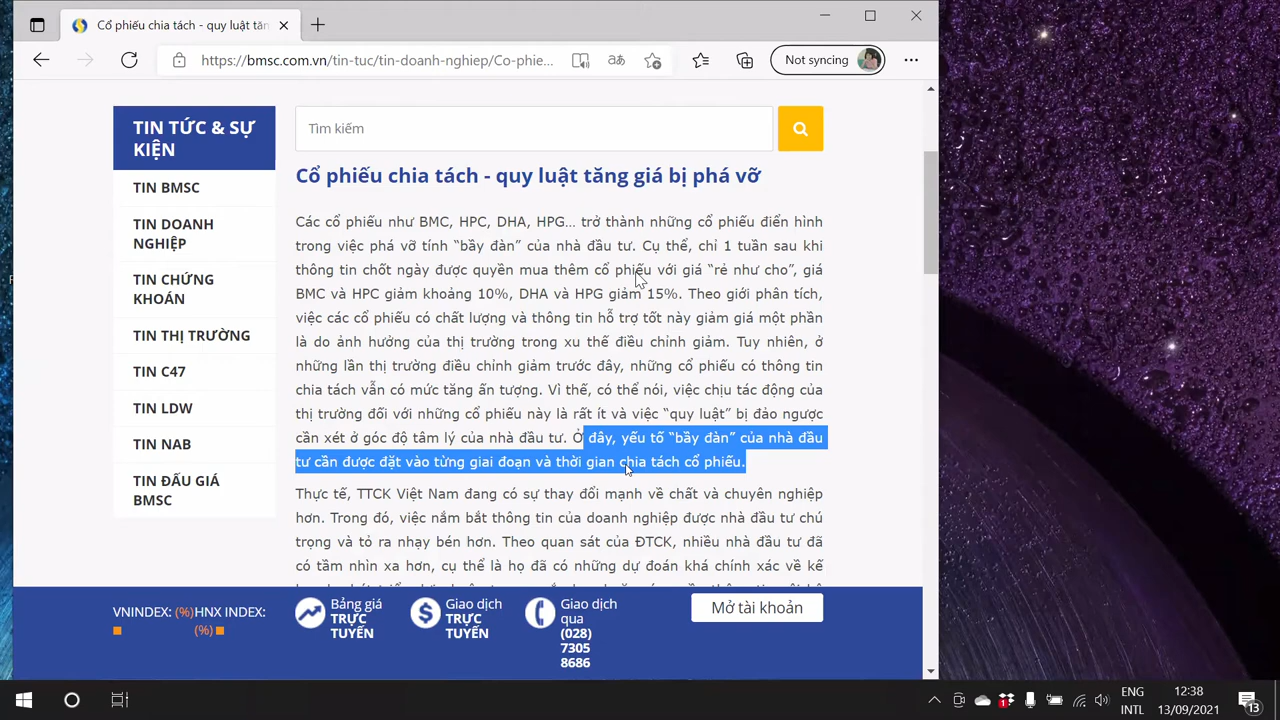 Cổ phiếu chia tách - quy luật tăn
Not syncing
https://bmsc.com.vn/tin-tuc/tin-doanh-nghiep/Co-phie...
TIN TỨC & SỰ
KIỆN
TIN BMSC
TIN DOANH
NGHIỆP
TIN CHỨNG
KHOÁN
TIN THỊ TRƯỜNG
TIN C47
TIN LDW
TIN NAB
TIN ĐẤU GIÁ
BMSC
Tìm kiếm
Cổ phiếu chia tách - quy luật tăng giá bị phá vỡ
Các cổ phiếu như BMC, HPC, DHA, HPG… trở thành những cổ phiếu điển hình
trong việc phá vỡ tính “bầy đàn” của nhà đầu tư. Cụ thể, chỉ 1 tuần sau khi
thông tin chốt ngày được quyền mua thêm cổ phiếu với giá “rẻ như cho”, giá
BMC và HPC giảm khoảng 10%, DHA và HPG giảm 15%. Theo giới phân tích,
việc các cổ phiếu có chất lượng và thông tin hỗ trợ tốt này giảm giá một phần
là do ảnh hưởng của thị trường trong xu thế điều chỉnh giảm. Tuy nhiên, ở
những lần thị trường điều chỉnh giảm trước đây, những cổ phiếu có thông tin
chia tách vẫn có mức tăng ấn tượng. Vì thế, có thể nói, việc chịu tác động của
thị trường đối với những cổ phiếu này là rất ít và việc “quy luật” bị đảo ngược
cần xét ở góc độ tâm lý của nhà đầu tư. Ở dây, yếu tố “bầy đàn” của nhà đầu
tư cần được đặt vào từng giai đoạn và thời gian chia tách cổ phiếu.
Thực tế, TTCK Việt Nam đang có sự thay đổi mạnh về chất và chuyên nghiệp
hơn. Trong đó, việc nắm bắt thông tin của doanh nghiệp được nhà đầu tư chú
trọng và tỏ ra nhạy bén hơn. Theo quan sát của ĐTCK, nhiều nhà đầu tư đã
có tầm nhìn xa hơn, cụ thể là họ đã có những dự đoán khá chính xác về kế
VNINDEX: (%)HNX INDEX:
(%)
Bảng giá
TRỰC
TUYẾN
Giao dịch
TRỰC
TUYẾN
Giao dịch
qua
(028)
7305
8686
Mở tài khoản
ENG
INTL
12:38
13/09/2021
13